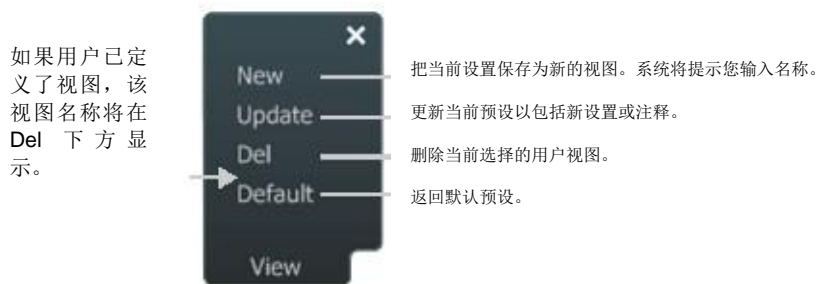 如果用户已定
义了视图，该
视图名称将在
Del 下方显
示。
×
New
把当前设置保存为新的视图。系统将提示您输入名称。
Update
更新当前预设以包括新设置或注释。
Del
删除当前选择的用户视图。
Default
返回默认预设。
View